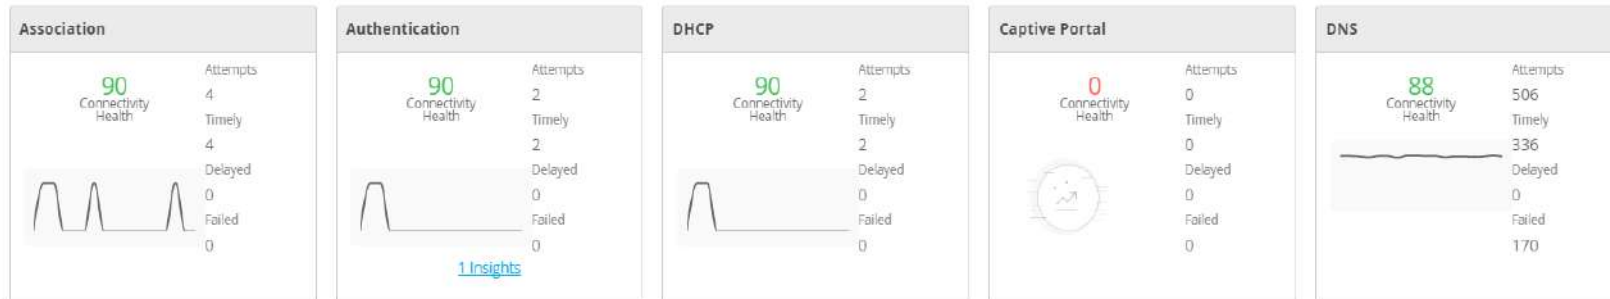 Association
90
Connectivity
Health
Attempts
4
Timely
4
Delayed
0
Failed
0
Authentication
90
Connectivity
Health
Attempts
2
Timely
2
Delayed
0
Failed
0
1 Insights
DHCP
90
Connectivity
Health
Attempts
2
Timely
2
Delayed
0
Failed
0
Captive Portal
0
Connectivity
Health
Attempts
0
Timely
0
Delayed
0
Failed
0
DNS
88
Connectivity
Health
Attempts
506
Timely
336
Delayed
0
Failed
170